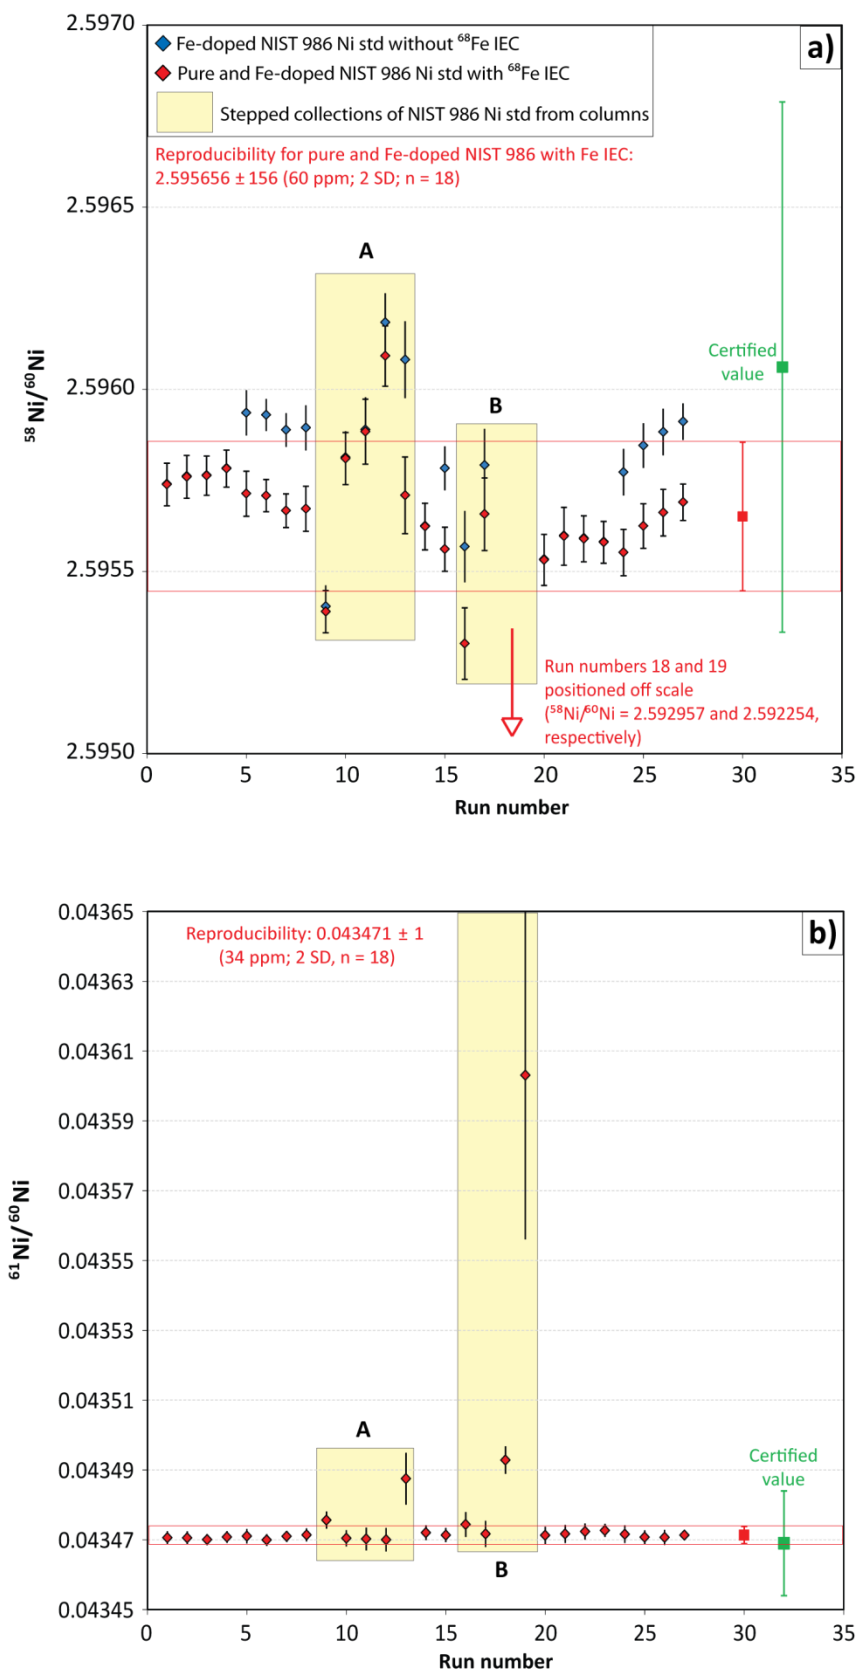 2.5970
2.5965
2.5960
2.5955
2.5950
⁵⁸Ni/⁶⁰Ni
a)
Fe-doped NIST 986 Ni std without ⁶⁸Fe IEC
Pure and Fe-doped NIST 986 Ni std with ⁶⁸Fe IEC
Stepped collections of NIST 986 Ni std from columns
Reproducibility for pure and Fe-doped NIST 986 with Fe IEC:
2.595656 ± 156 (60 ppm; 2 SD; n = 18)
A
B
Certified
value
Run numbers 18 and 19
positioned off scale
(⁵⁸Ni/⁶⁰Ni = 2.592957 and 2.592254,
respectively)
0 5 10 15 20 25 30 35
Run number
0.04365
0.04363
0.04361
0.04359
0.04357
0.04355
0.04353
0.04351
0.04349
0.04347
0.04345
⁶¹Ni/⁶⁰Ni
b)
Reproducibility: 0.043471 ± 1
(34 ppm; 2 SD, n = 18)
A
B
Certified
value
0 5 10 15 20 25 30 35
Run number